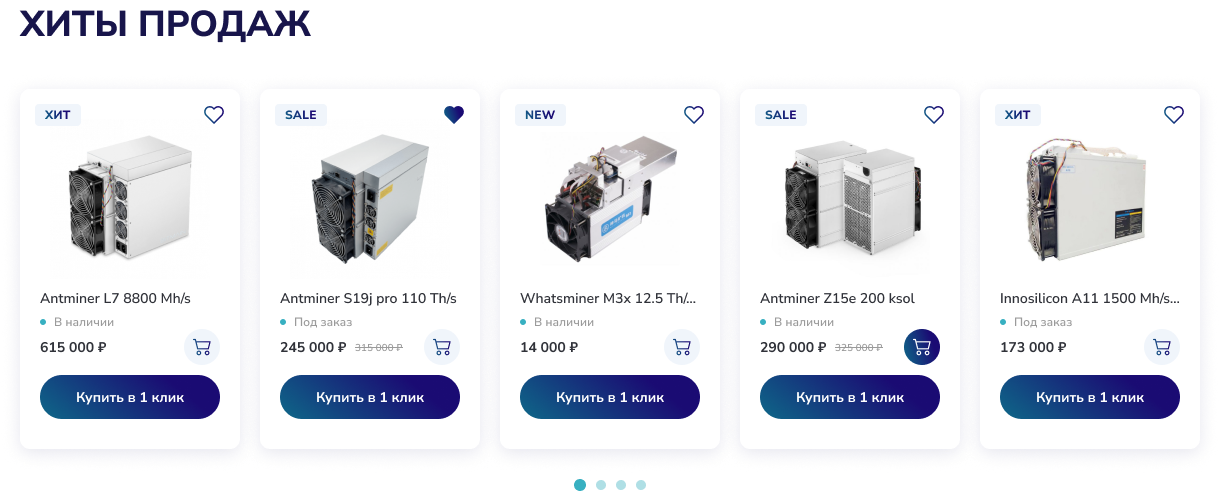 ХИТЫ ПРОДАЖ
ХИТ
Antminer L7 8800 Mh/s
В наличии
615 000 ₽
Купить в 1 клик
SALE
Antminer S19j pro 110 Th/s
Под заказ
245 000 ₽ 315 000 ₽
Купить в 1 клик
NEW
Whatsminer M3x 12.5 Th/...
В наличии
14 000 ₽
Купить в 1 клик
SALE
Antminer Z15e 200 ksol
В наличии
290 000 ₽ 325 000 ₽
Купить в 1 клик
ХИТ
Innosilicon A11 1500 Mh/s...
Под заказ
173 000 ₽
Купить в 1 клик